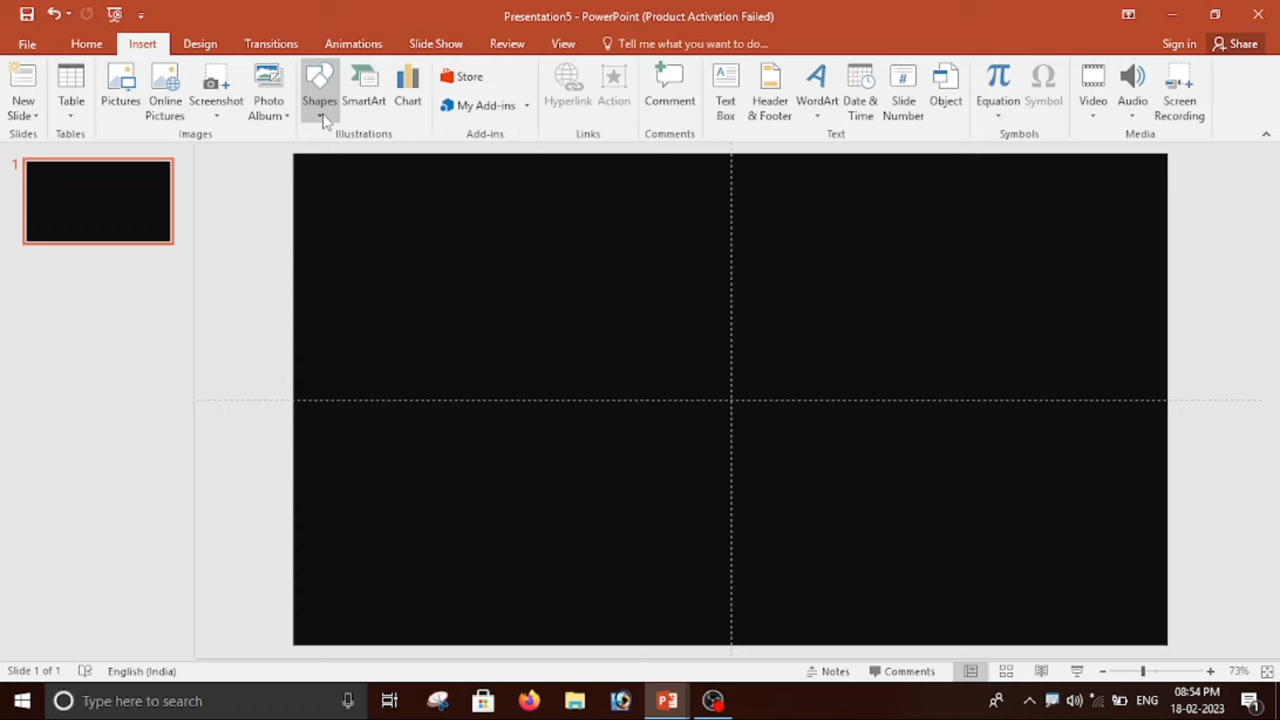 Presentation5 - PowerPoint (Product Activation Failed)
File Home Insert Design Transitions Animations Slide Show Review View Tell me what you want to do... Sign in Share
New Slide
Table
Pictures
Online Pictures
Screenshot
Photo Album
Shapes
SmartArt
Chart
Store
My Add-ins
Hyperlink
Action
Comment
Text Box
Header & Footer
WordArt
Date & Time
Slide Number
Object
Equation
Symbol
Video
Audio
Screen Recording
Slides Tables Images Illustrations Add-ins Links Comments Text Symbols Media
1
Slide 1 of 1 English (India) Notes Comments 73%
Type here to search
ENG
08:54 PM
18-02-2023
1